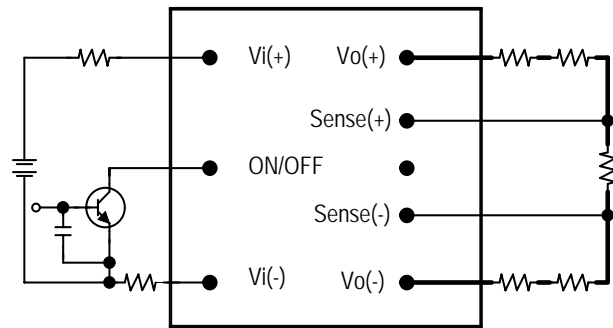 Vi(+) Vo(+)
Sense(+)
ON/OFF
Sense(-)
Vi(-) Vo(-)